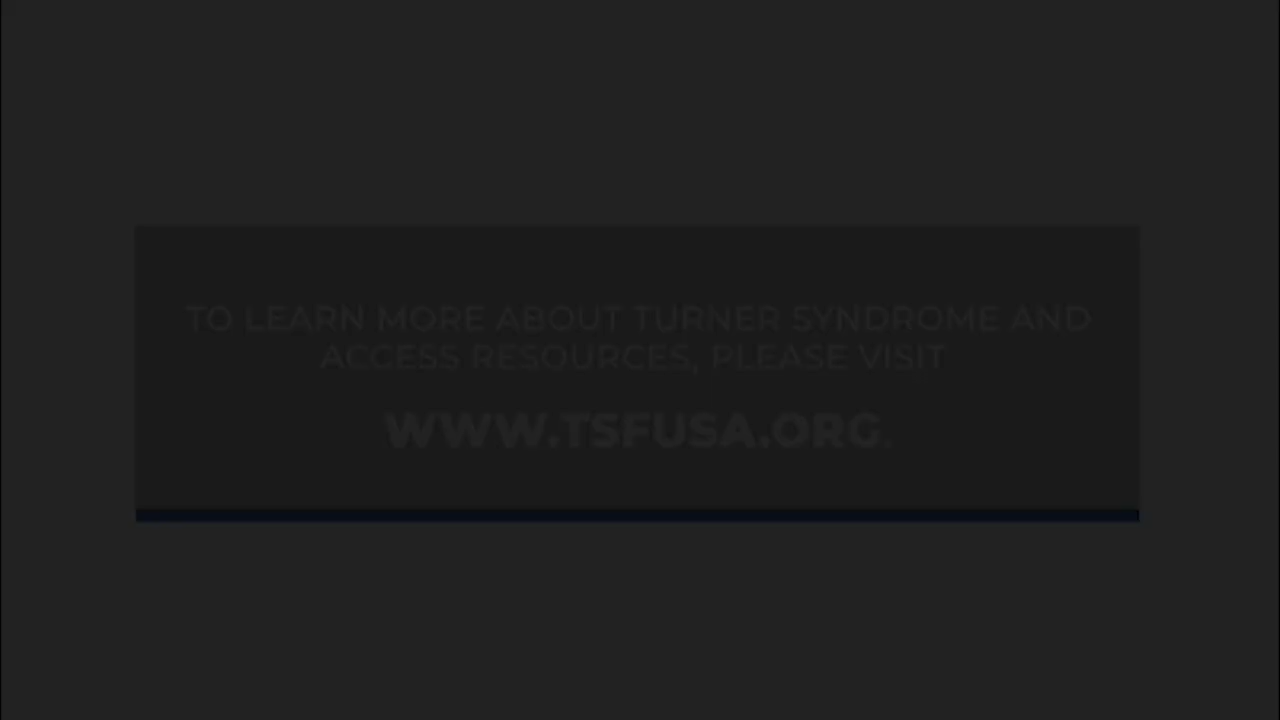 TO LEARN MORE ABOUT TURNER SYNDROME AND
ACCESS RESOURCES, PLEASE VISIT
WWW.TSFUSA.ORG.